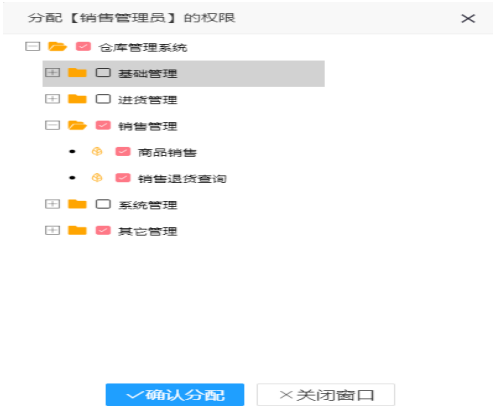 分配【销售管理员】的权限
仓库管理系统
基础管理
进货管理
销售管理
商品销售
销售退货查询
系统管理
其它管理
确认分配 关闭窗口